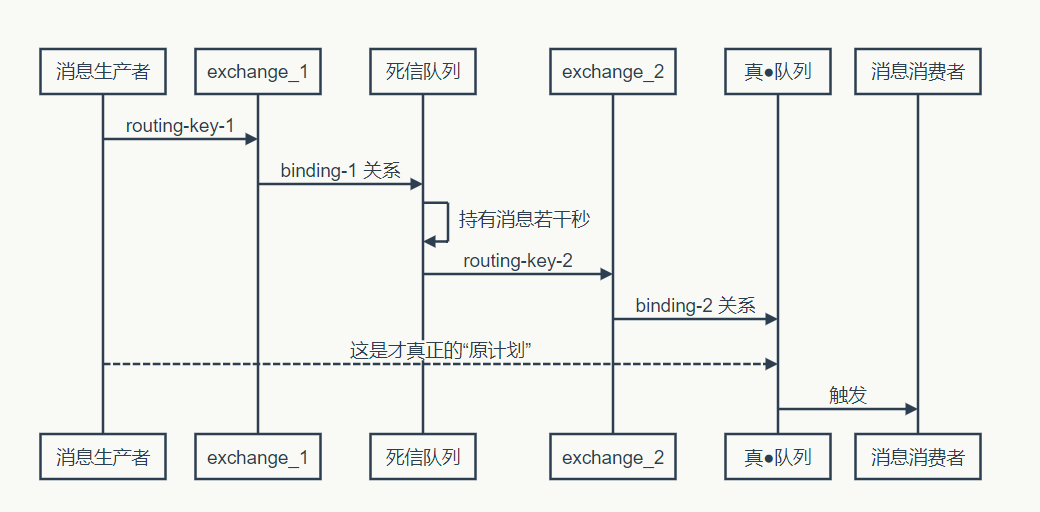 消息生产者
exchange_1
死信队列
exchange_2
真●队列
消息消费者
routing-key-1
binding-1 关系
持有消息若干秒
routing-key-2
binding-2 关系
这是才真正的“原计划”
触发
消息生产者
exchange_1
死信队列
exchange_2
真●队列
消息消费者